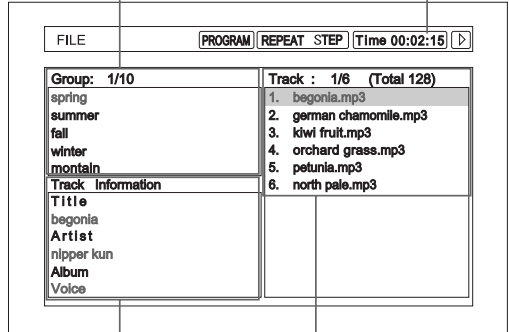 FILE PROGRAM REPEAT STEP Time 00:02:15
Group: 1/10
spring
summer
fall
winter
montain
Track Information
Title
begonia
Artist
nipper kun
Album
Voice
Track : 1/6 (Total 128)
1. begonia.mp3
2. german chamomile.mp3
3. kiwi fruit.mp3
4. orchard grass.mp3
5. petunia.mp3
6. north pale.mp3